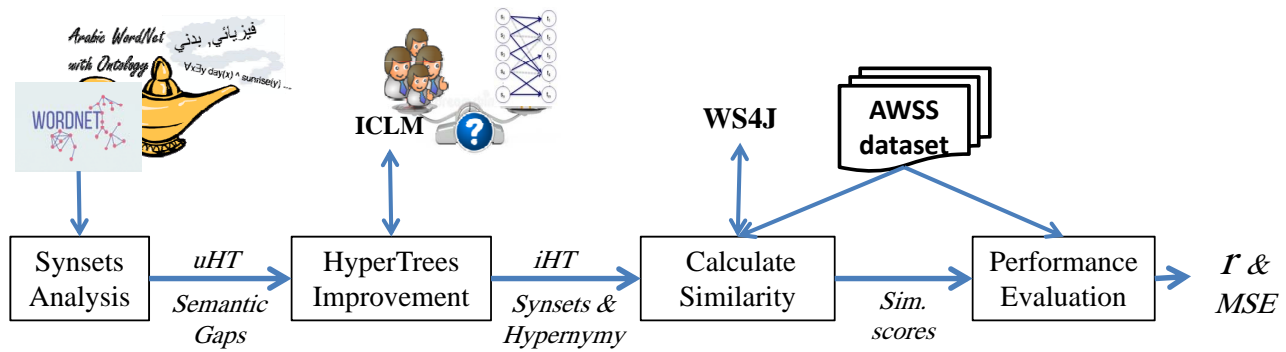 Arabic WordNet
with Ontology
فيزيائي, بدني
∀x∃y day(x) ^ sunrise(y) ...
WORDNET
ICLM
?
WS4J
AWSS
dataset
Synsets
Analysis
uHT
Semantic
Gaps
HyperTrees
Improvement
iHT
Synsets &
Hypernymy
Calculate
Similarity
Sim.
scores
Performance
Evaluation
r &
MSE